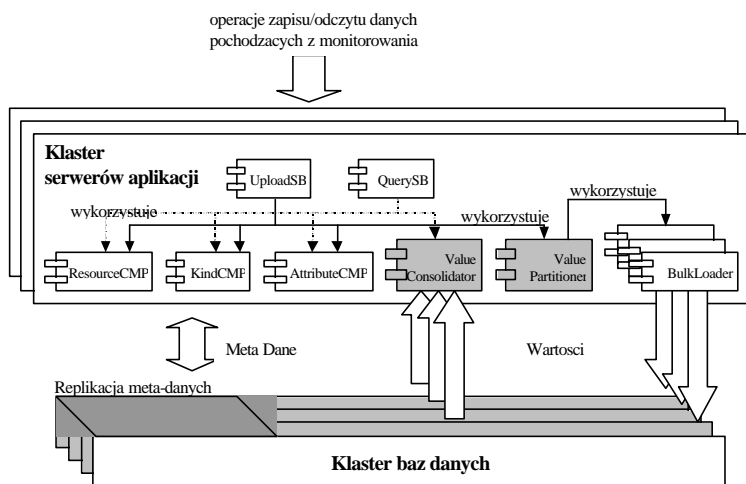 operacje zapisu/odczytu danych
pochodzacych z monitorowania
Klaster
serwerów aplikacji
UploadSB
QuerySB
wykorzystuje
wykorzystuje
wykorzystuje
ResourceCMP
KindCMP
AttributeCMP
Value
Consolidator
Value
Partitioner
BulkLoader
Meta Dane
Wartosci
Replikacja meta-danych
Klaster baz danych